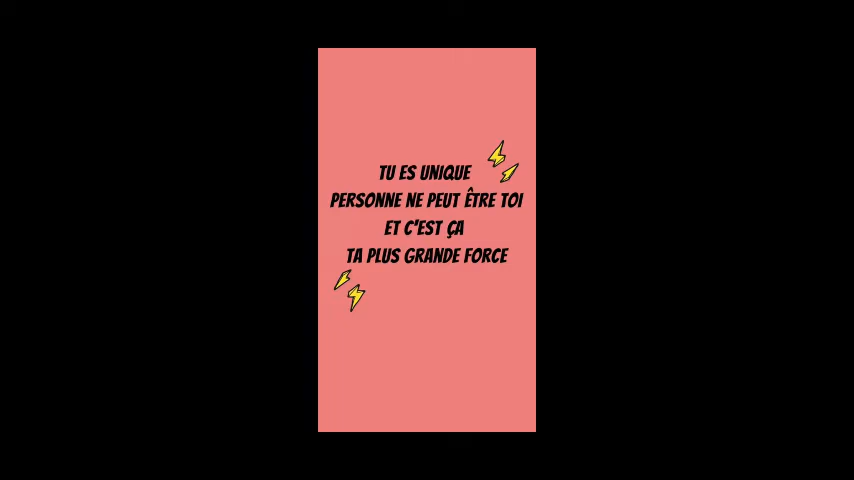 TU ES UNIQUE
PERSONNE NE PEUT ÊTRE TOI
ET C'EST ÇA
TA PLUS GRANDE FORCE